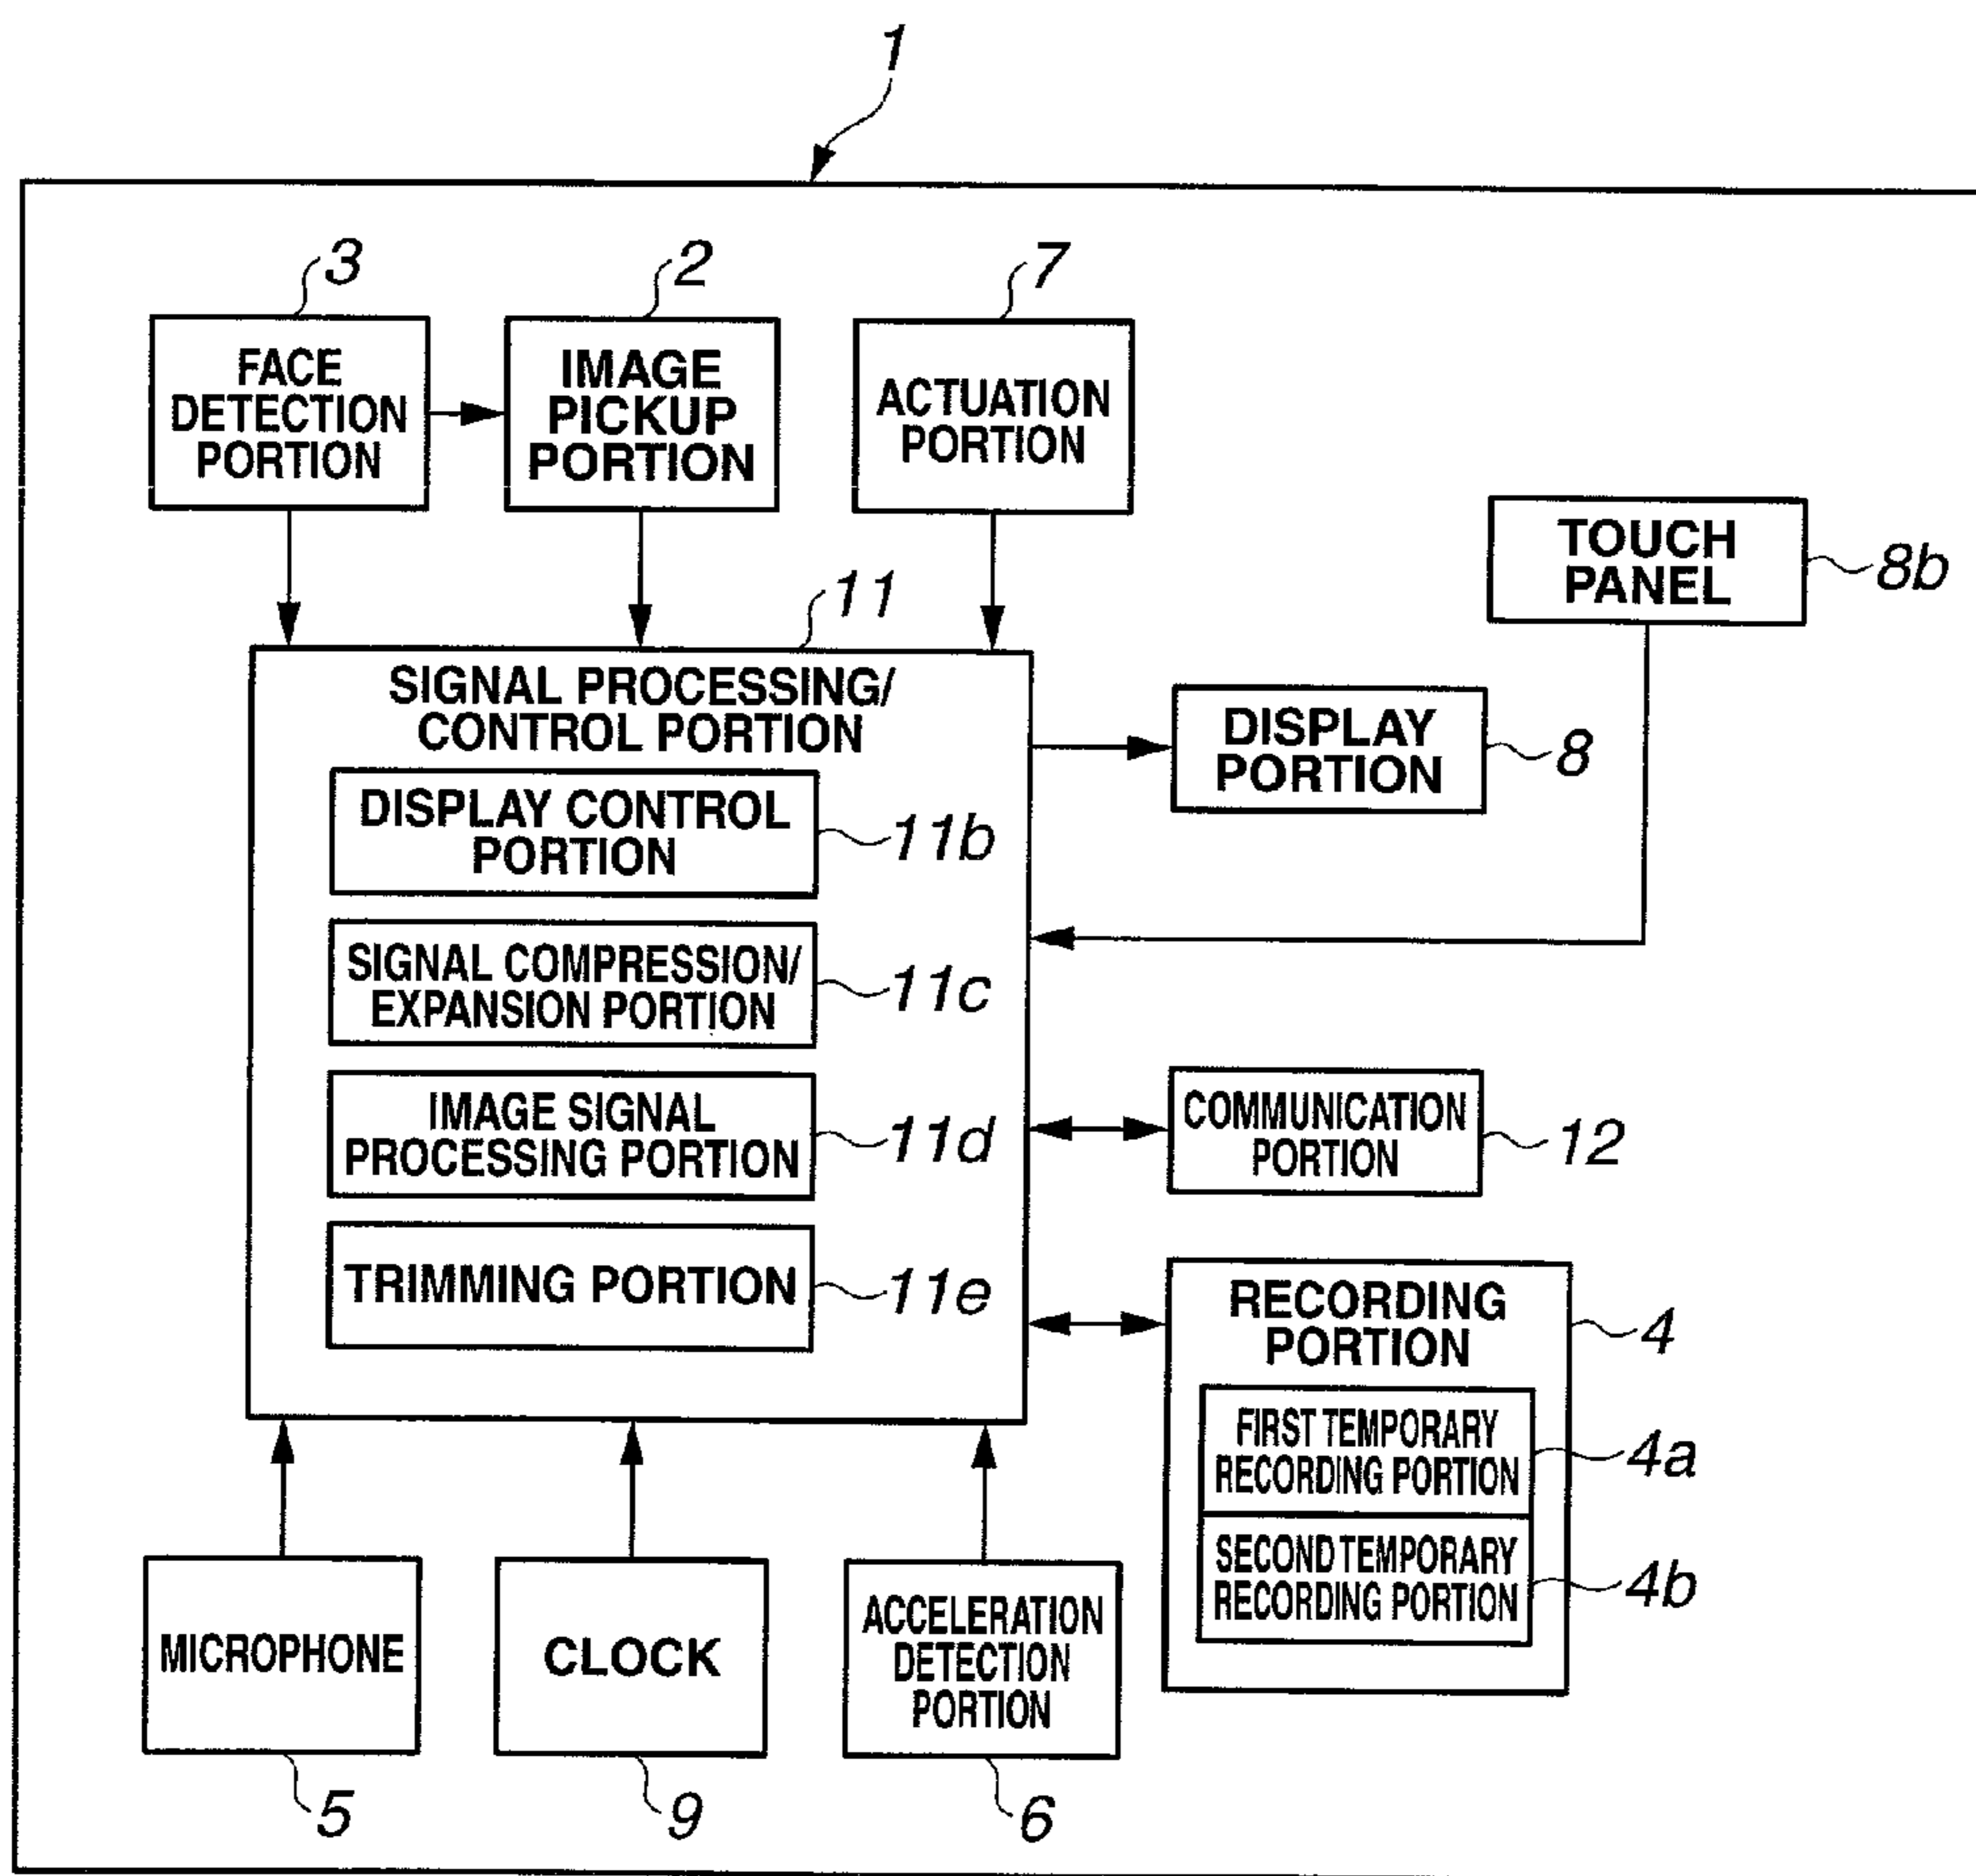 1
3
2
7
FACE
DETECTION
PORTION
IMAGE
PICKUP
PORTION
ACTUATION
PORTION
TOUCH
PANEL
8b
11
SIGNAL PROCESSING/
CONTROL PORTION
DISPLAY
PORTION
8
DISPLAY CONTROL
PORTION
11b
SIGNAL COMPRESSION/
EXPANSION PORTION
11c
IMAGE SIGNAL
PROCESSING PORTION
11d
COMMUNICATION
PORTION
12
TRIMMING PORTION
11e
RECORDING
PORTION
4
FIRST TEMPORARY
RECORDING PORTION
4a
SECOND TEMPORARY
RECORDING PORTION
4b
MICROPHONE
CLOCK
ACCELERATION
DETECTION
PORTION
5
9
6